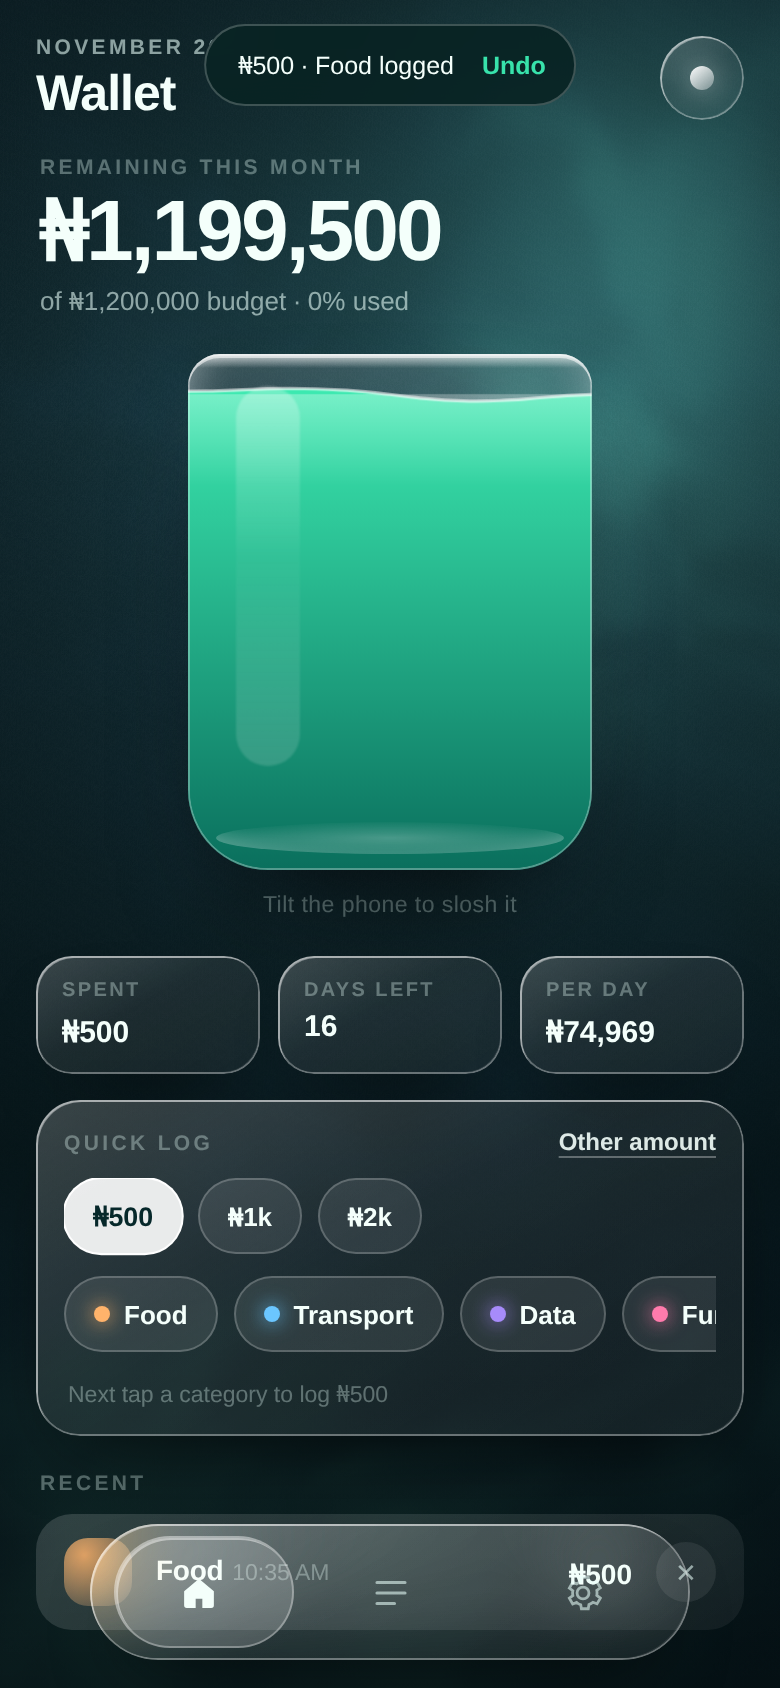 NOVEMBER
₦500 · Food logged Undo
Wallet
REMAINING THIS MONTH
₦1,199,500
of ₦1,200,000 budget · 0% used
Tilt the phone to slosh it
SPENT
₦500
DAYS LEFT
16
PER DAY
₦74,969
QUICK LOG
Other amount
₦500 ₦1k ₦2k
Food Transport Data
Next tap a category to log ₦500
RECENT
Food 10:35 AM ₦500 ×